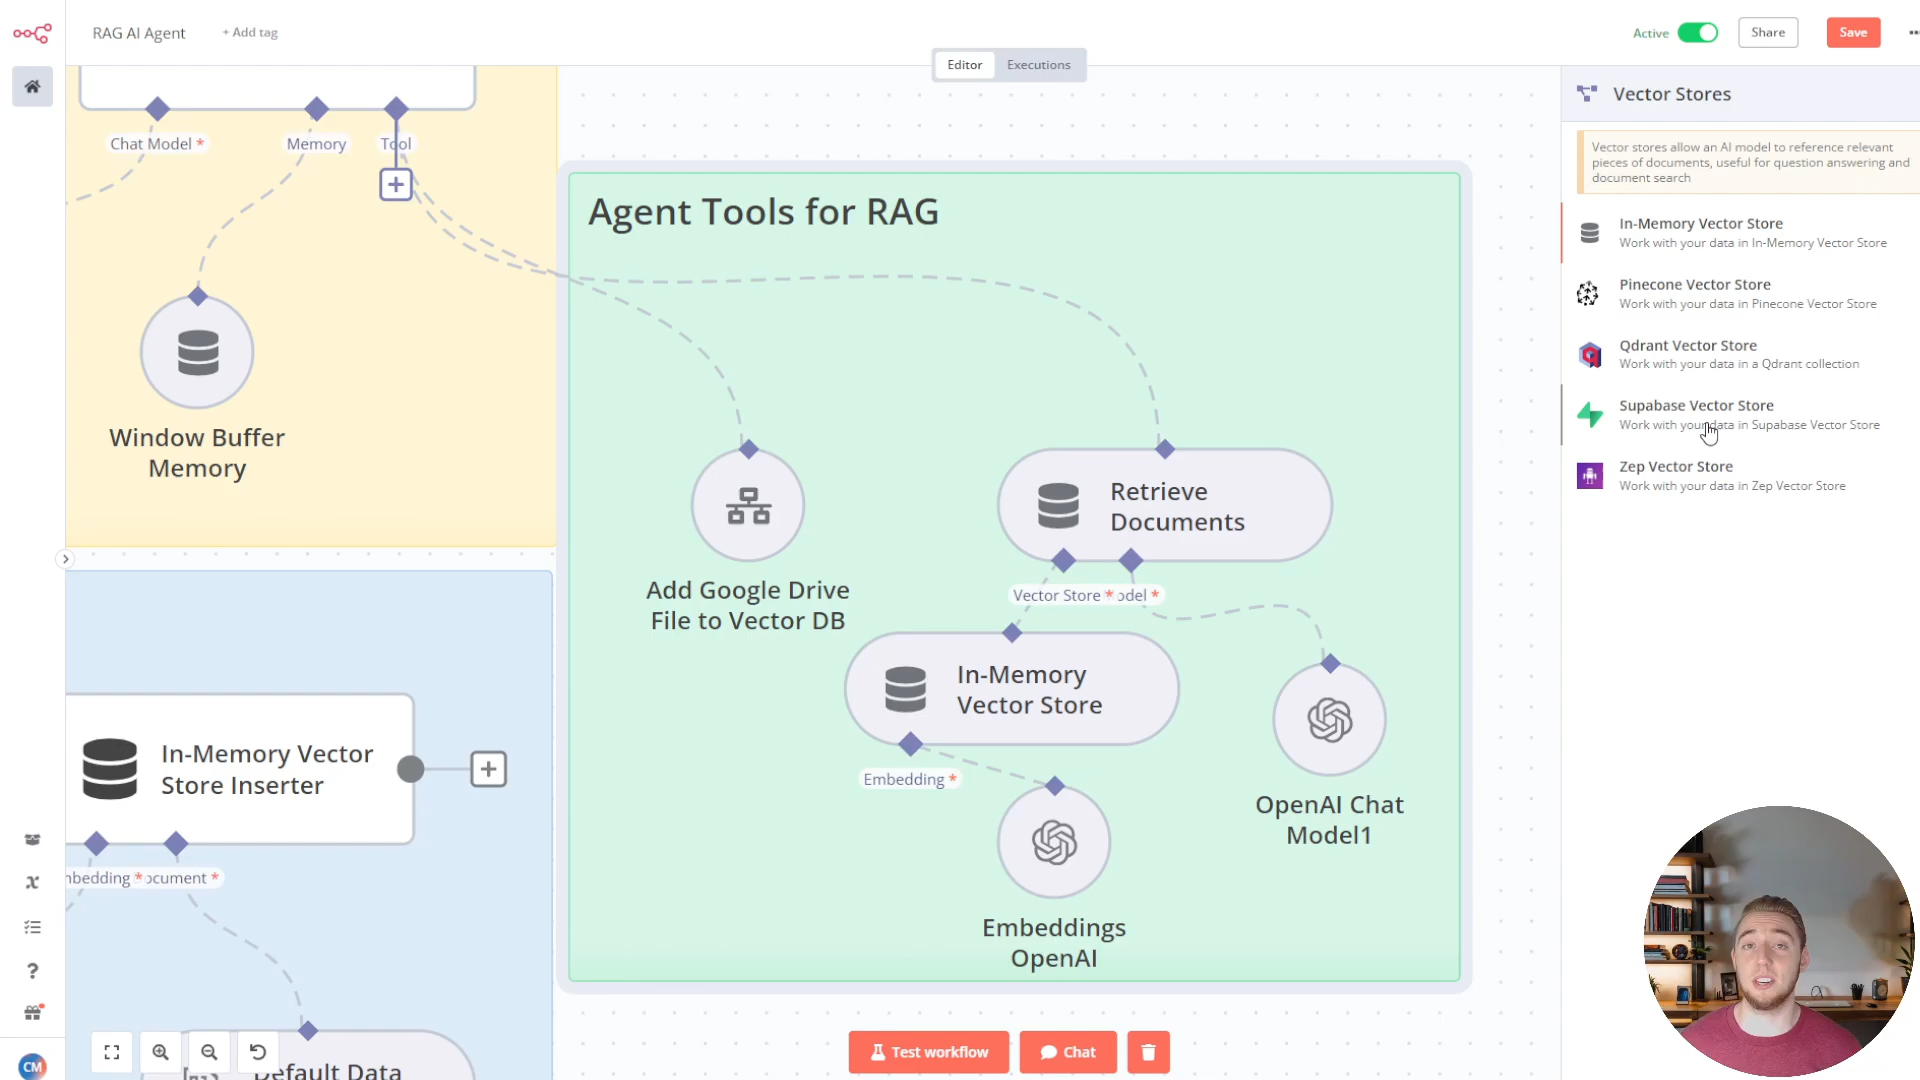 RAG AI Agent
+ Add tag
Active
Share
Save
Editor
Executions
Chat Model *
Memory
Tool
Window Buffer
Memory
Agent Tools for RAG
Add Google Drive
File to Vector DB
Retrieve
Documents
Vector Store *
odel *
In-Memory
Vector Store
Embedding *
Embeddings
OpenAI
OpenAI Chat
Model1
In-Memory Vector
Store Inserter
mbedding *
ocument *
Default Data
Vector Stores
Vector stores allow an AI model to reference relevant
pieces of documents, useful for question answering and
document search
In-Memory Vector Store
Work with your data in In-Memory Vector Store
Pinecone Vector Store
Work with your data in Pinecone Vector Store
Qdrant Vector Store
Work with your data in a Qdrant collection
Supabase Vector Store
Work with your data in Supabase Vector Store
Zep Vector Store
Work with your data in Zep Vector Store
CM
Test workflow
Chat